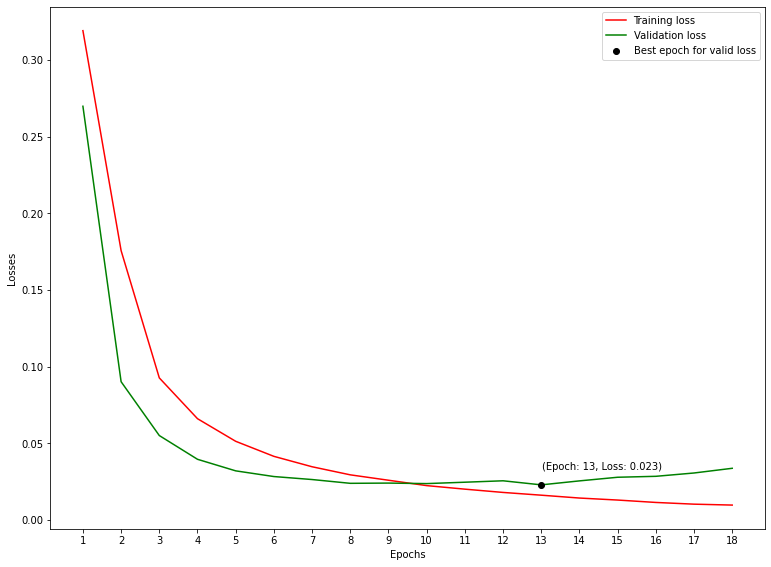 Training loss
Validation loss
Best epoch for valid loss
0.30
0.25
0.20
0.15
0.10
0.05
0.00
Losses
(Epoch: 13, Loss: 0.023)
1 2 3 4 5 6 7 8 9 10 11 12 13 14 15 16 17 18
Epochs